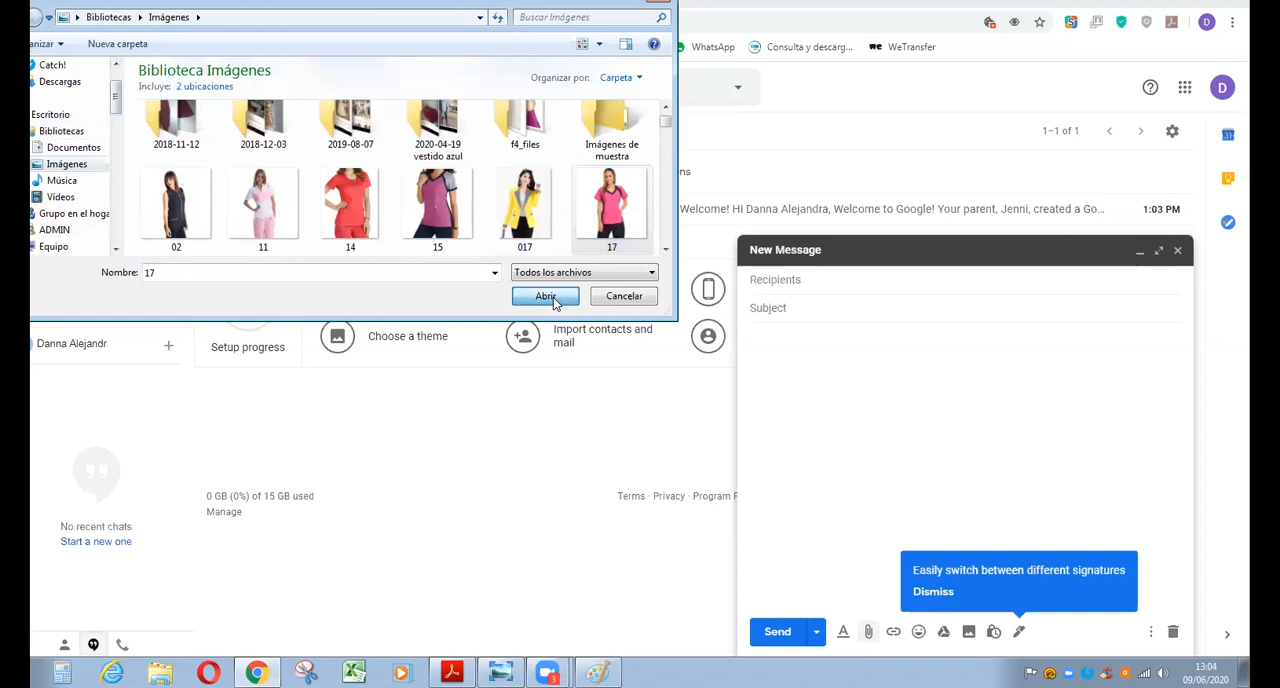 Bibliotecas
Imágenes
Buscar Imágenes
anizar
Nueva carpeta
Catch!
Descargas
Escritorio
Bibliotecas
Documentos
Imágenes
Música
Vídeos
Grupo en el hoga
ADMIN
Equipo
Biblioteca Imágenes
Incluye: 2 ubicaciones
Organizar por: Carpeta
2018-11-12
2018-12-03
2019-08-07
2020-04-19
vestido azul
f4_files
Imágenes de
muestra
02
11
14
15
017
17
Nombre: 17
Todos los archivos
Abrir
Cancelar
WhatsApp
Consulta y descarg...
WeTransfer
D
D
1–1 of 1
ns
Welcome! Hi Danna Alejandra, Welcome to Google! Your parent, Jenni, created a Go...
1:03 PM
31
New Message
Recipients
Subject
Danna Alejandr
Setup progress
Choose a theme
Import contacts and
mail
0 GB (0%) of 15 GB used
Manage
Terms · Privacy · Program P
No recent chats
Start a new one
Easily switch between different signatures
Dismiss
Send
3
13:04
09/06/2020